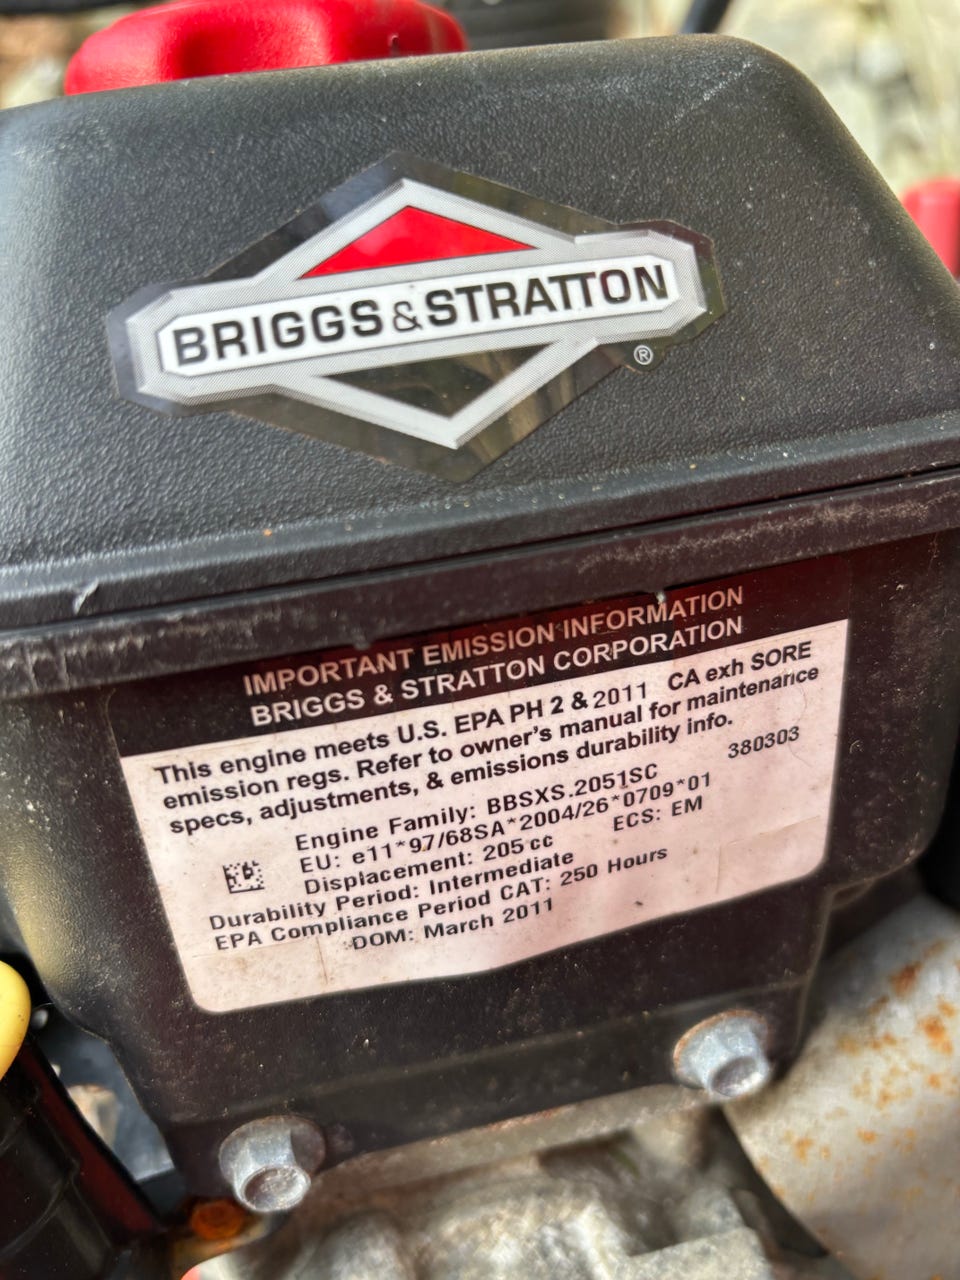 BRIGGS & STRATTON
®
IMPORTANT EMISSION INFORMATION
BRIGGS & STRATTON CORPORATION
This engine meets U.S. EPA PH 2 & 2011 CA exh SORE
emission regs. Refer to owner's manual for maintenance
specs, adjustments, & emissions durability info.
380303
Engine Family: BBSXS.2051SC
EU: e11*97/68SA*2004/26*0709*01
Displacement: 205 cc ECS: EM
Durability Period: Intermediate
EPA Compliance Period CAT: 250 Hours
DOM: March 2011